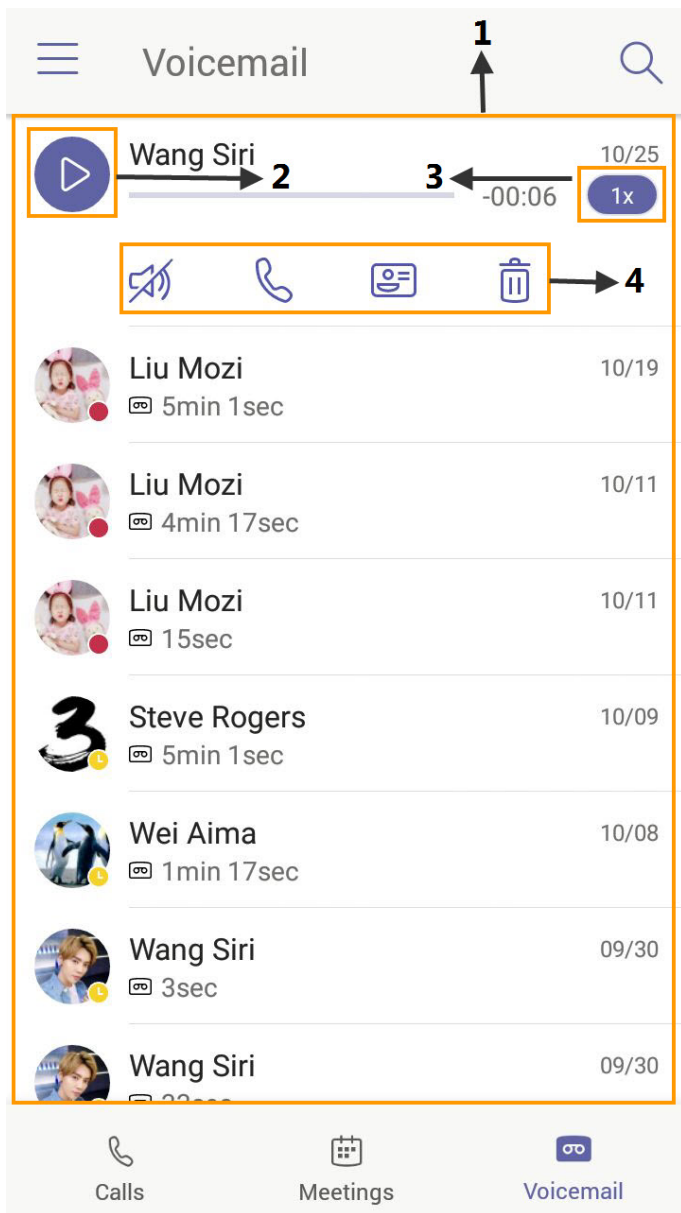 1
Voicemail
Wang Siri
10/25
2
3
-00:06
1x
4
Liu Mozi
10/19
5min 1sec
Liu Mozi
10/11
4min 17sec
Liu Mozi
10/11
15sec
Steve Rogers
10/09
5min 1sec
Wei Aima
10/08
1min 17sec
Wang Siri
09/30
3sec
Wang Siri
09/30
Calls
Meetings
Voicemail